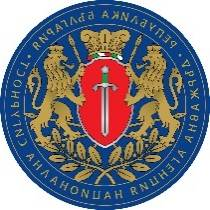 РЕПУБЛИКА БЪЛГАРИЯ
ДЪРЖАВНА АГЕНЦИЯ НАЦИОНАЛНА СИГУРНОСТ